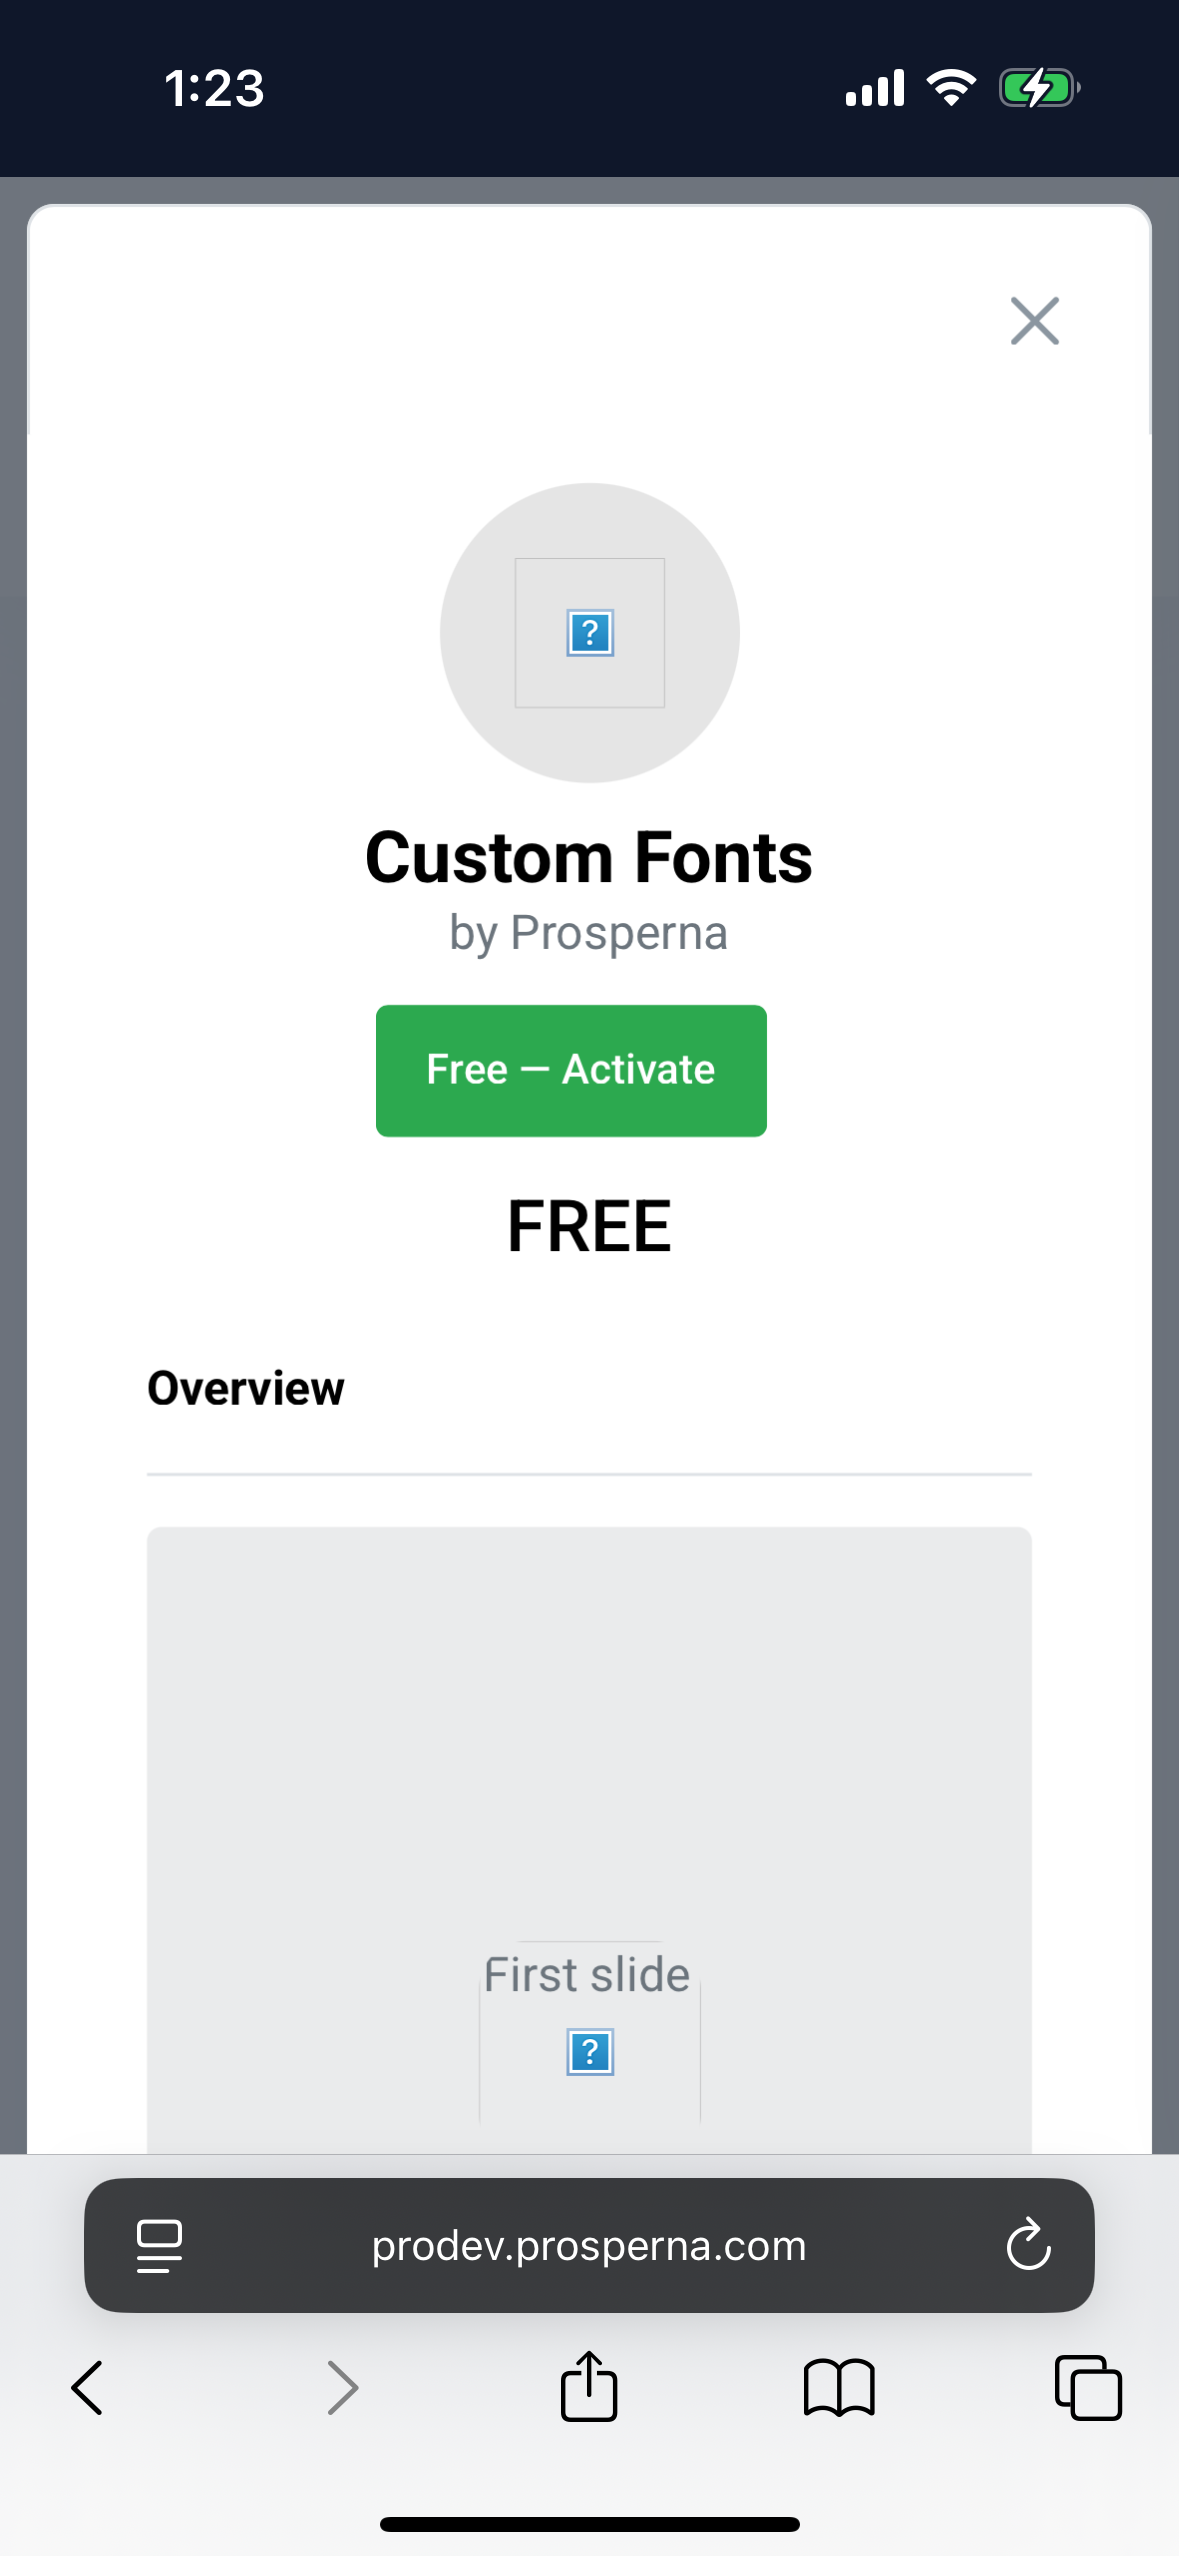 1:23
Custom Fonts
by Prosperna
Free — Activate
FREE
Overview
First slide
prodev.prosperna.com